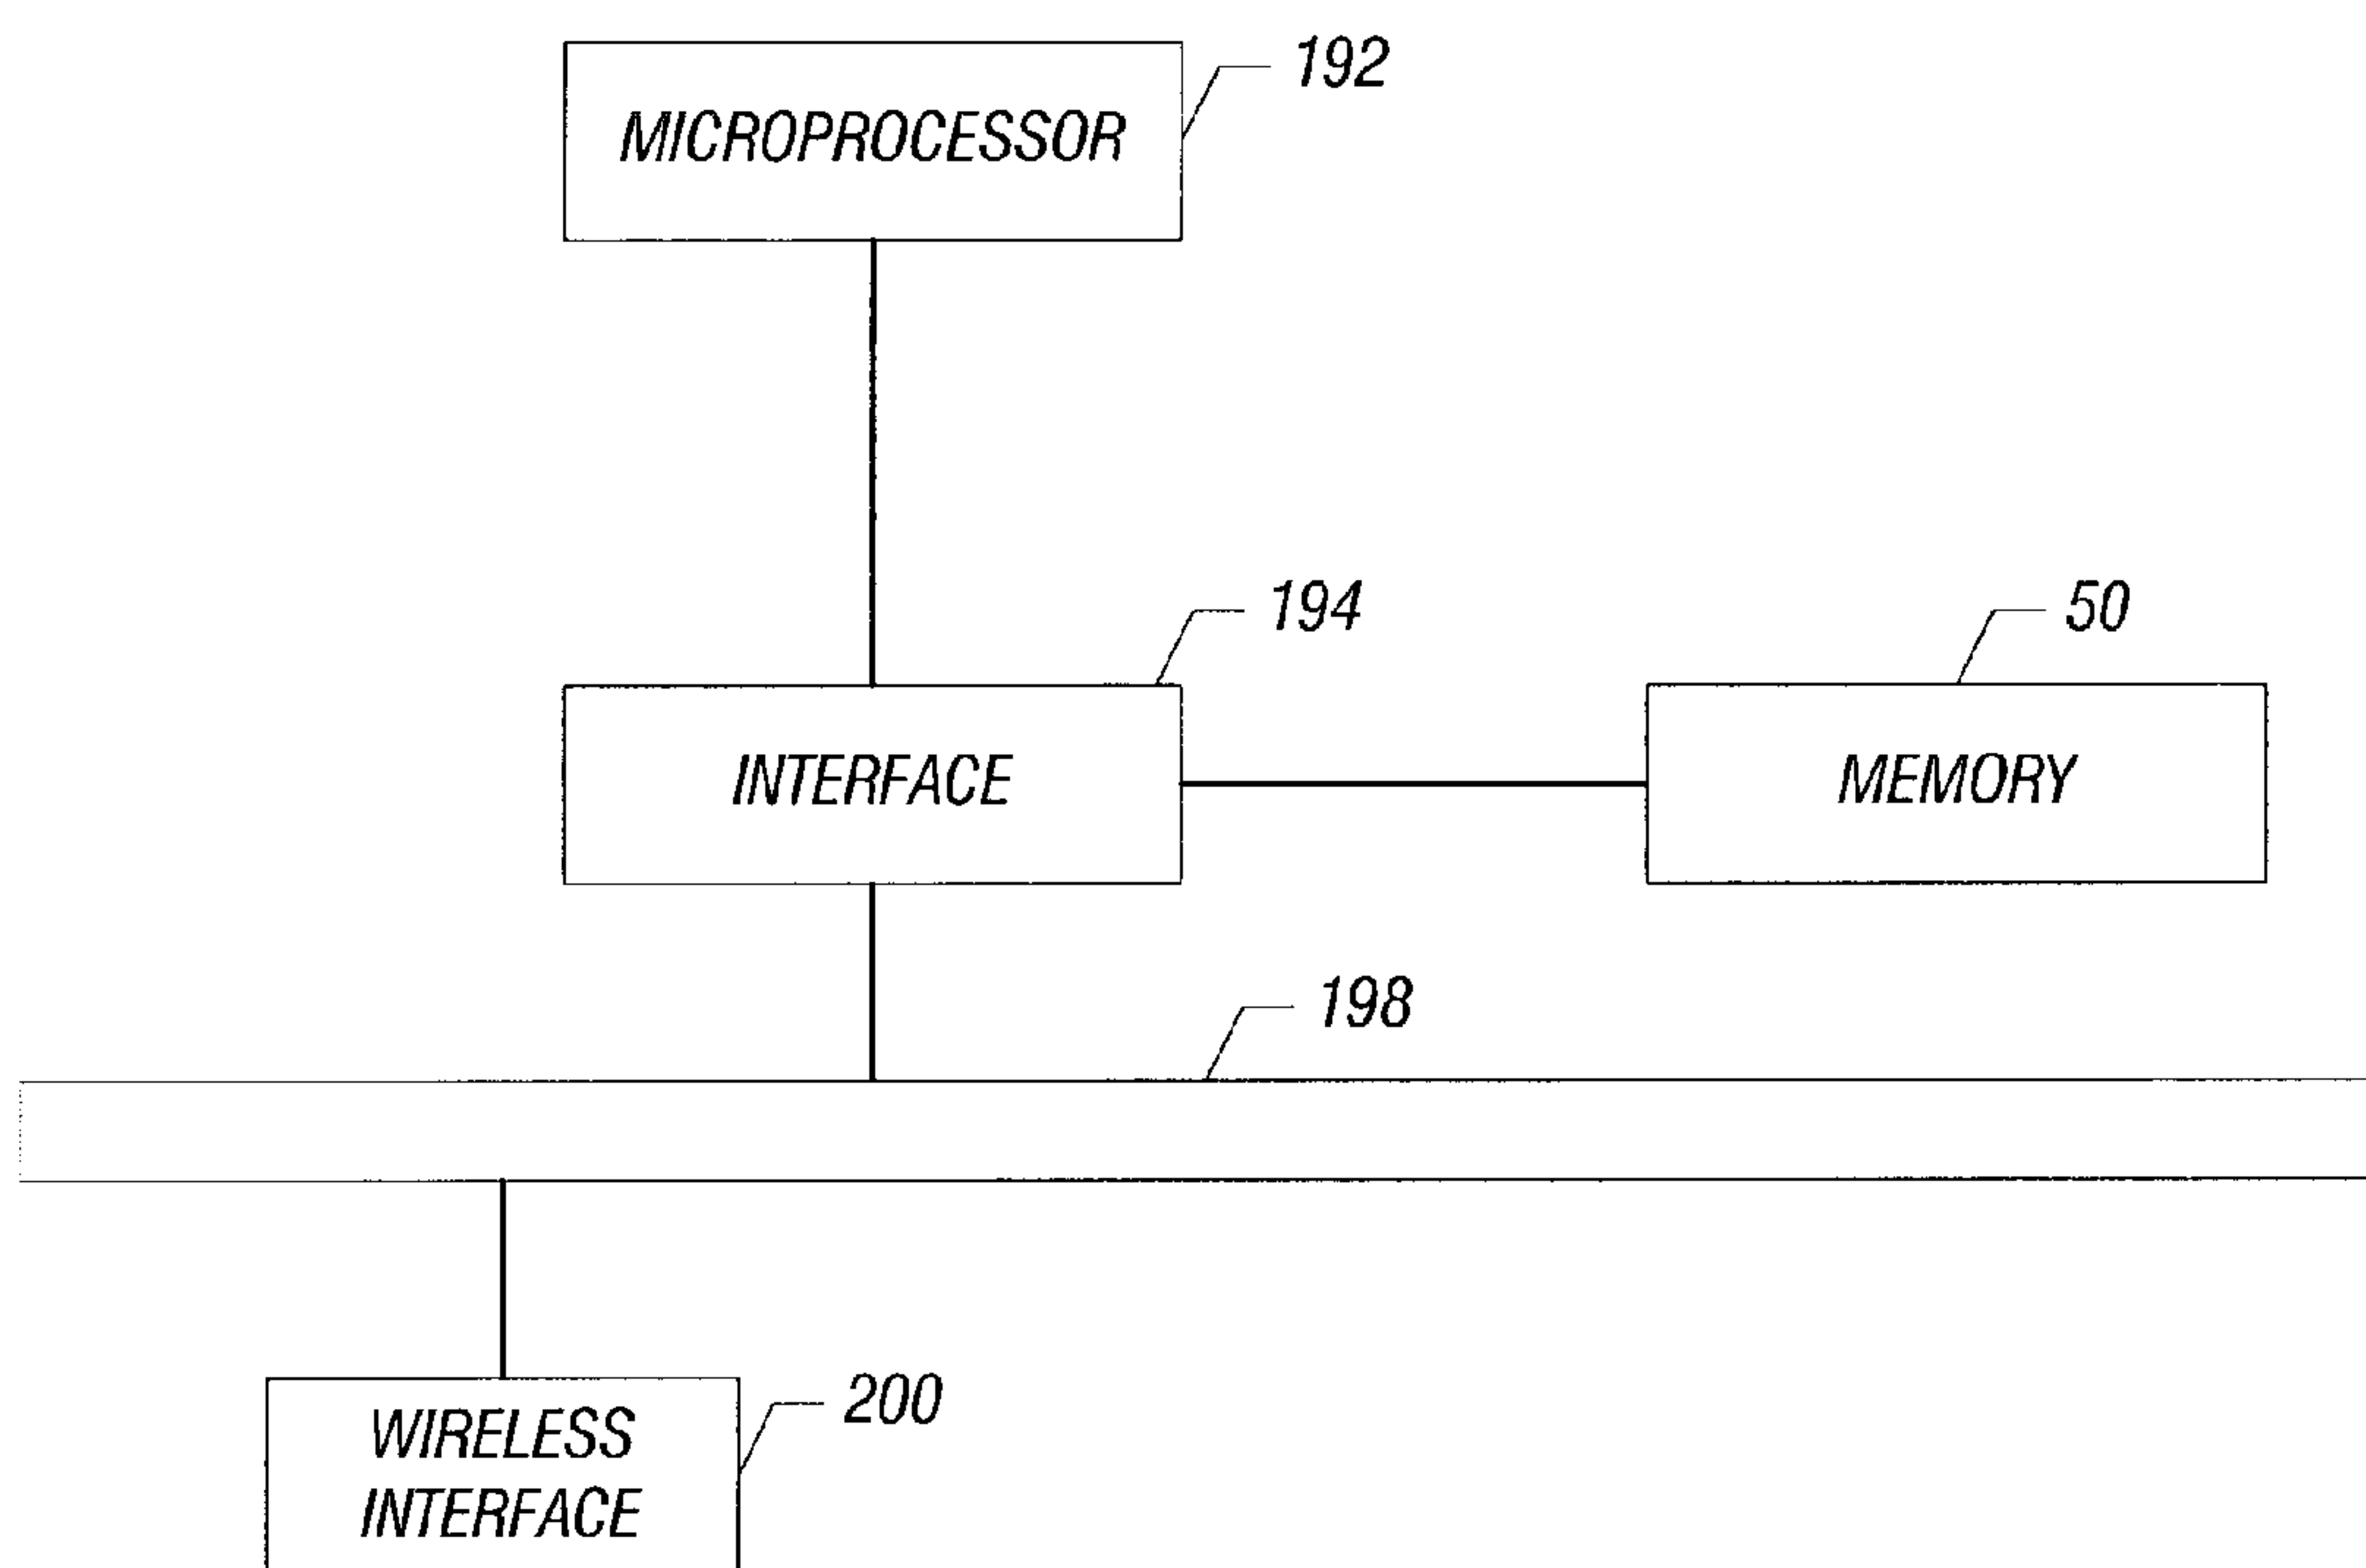 192
MICROPROCESSOR
194
50
INTERFACE
MEMORY
198
200
WIRELESS
INTERFACE